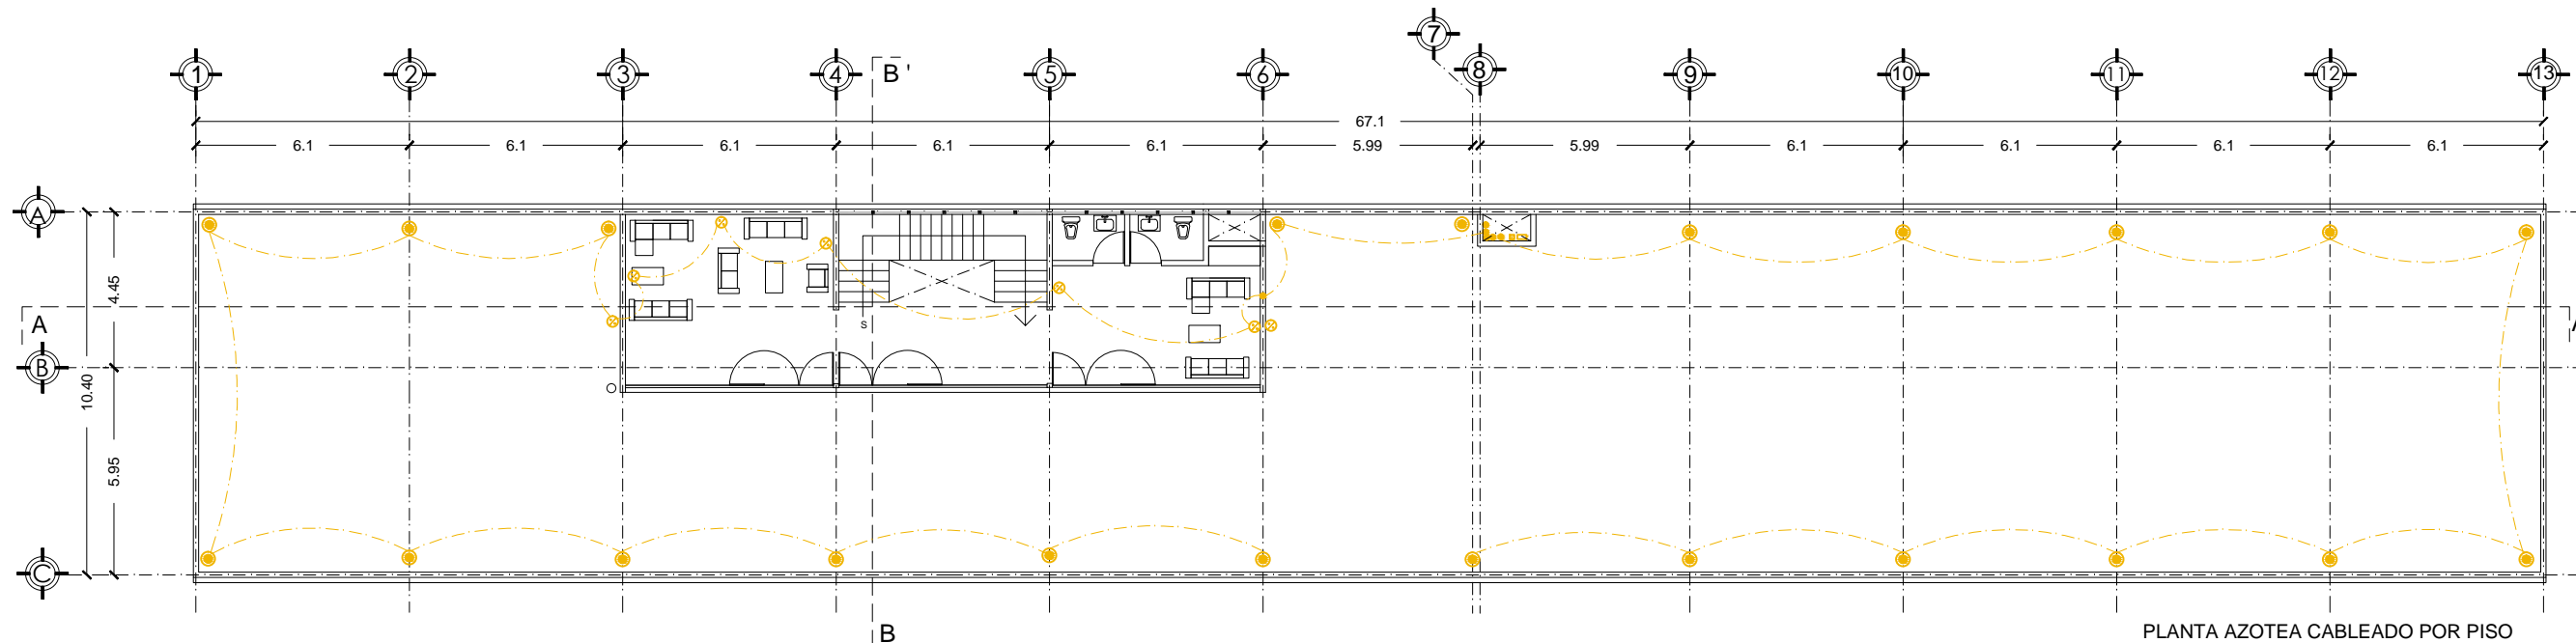 7
1 2 3 4 B ' 5 6 8 9 10 11 12 13
67.1
6.1 6.1 6.1 6.1 6.1 5.99 5.99 6.1 6.1 6.1 6.1
A
4.45
A A
S
B
10.40
5.95
C
B
PLANTA AZOTEA CABLEADO POR PISO